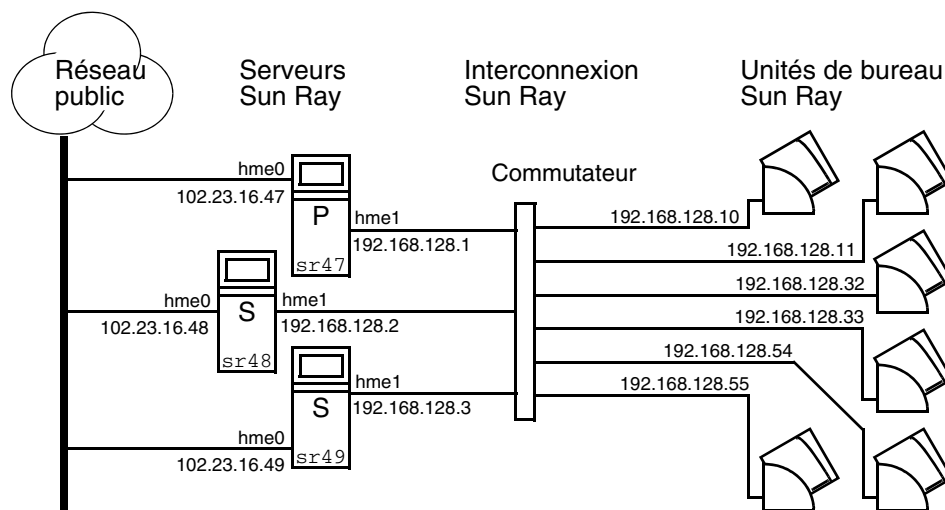 Réseau
public
Serveurs
Sun Ray
Interconnexion
Sun Ray
Unités de bureau
Sun Ray
Commutateur
hme0
102.23.16.47
P
sr47
hme1
192.168.128.1
hme0
102.23.16.48
S
sr48
hme1
192.168.128.2
hme0
102.23.16.49
S
sr49
hme1
192.168.128.3
192.168.128.10
192.168.128.11
192.168.128.32
192.168.128.33
192.168.128.54
192.168.128.55